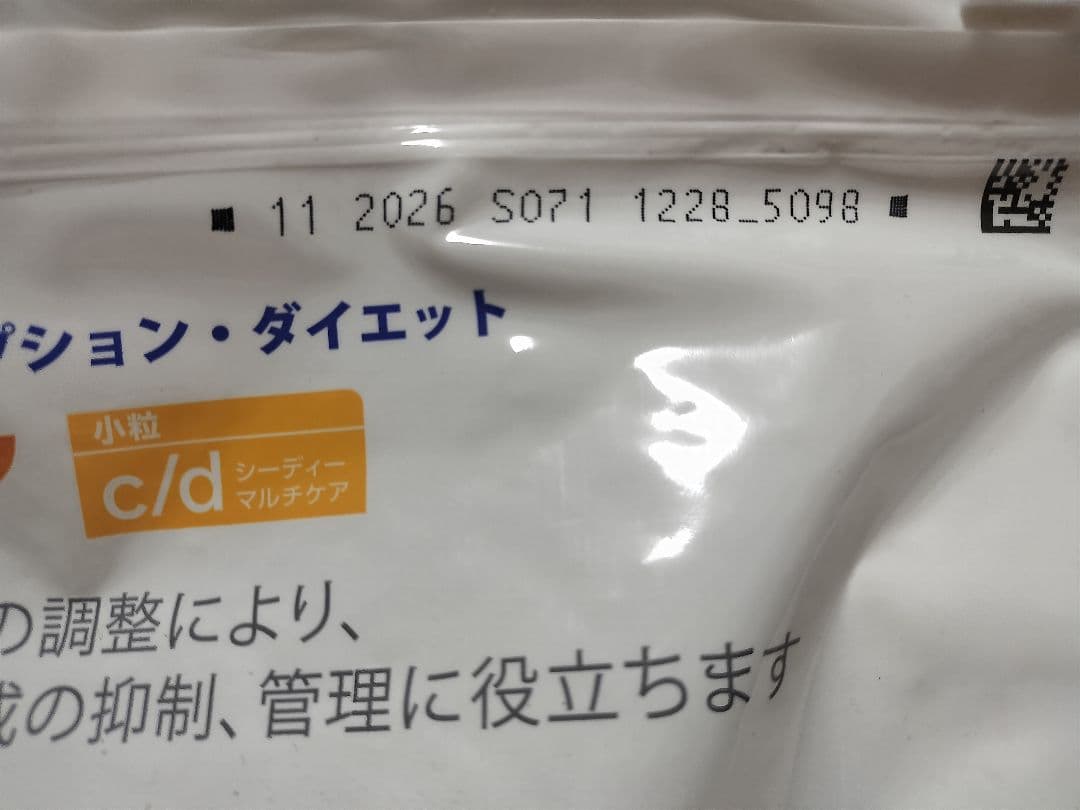 11 2026 S071 1228_5098
プション・ダイエット
小粒
c/d シーディー
マルチケア
の調整により、
成の抑制、管理に役立ちます